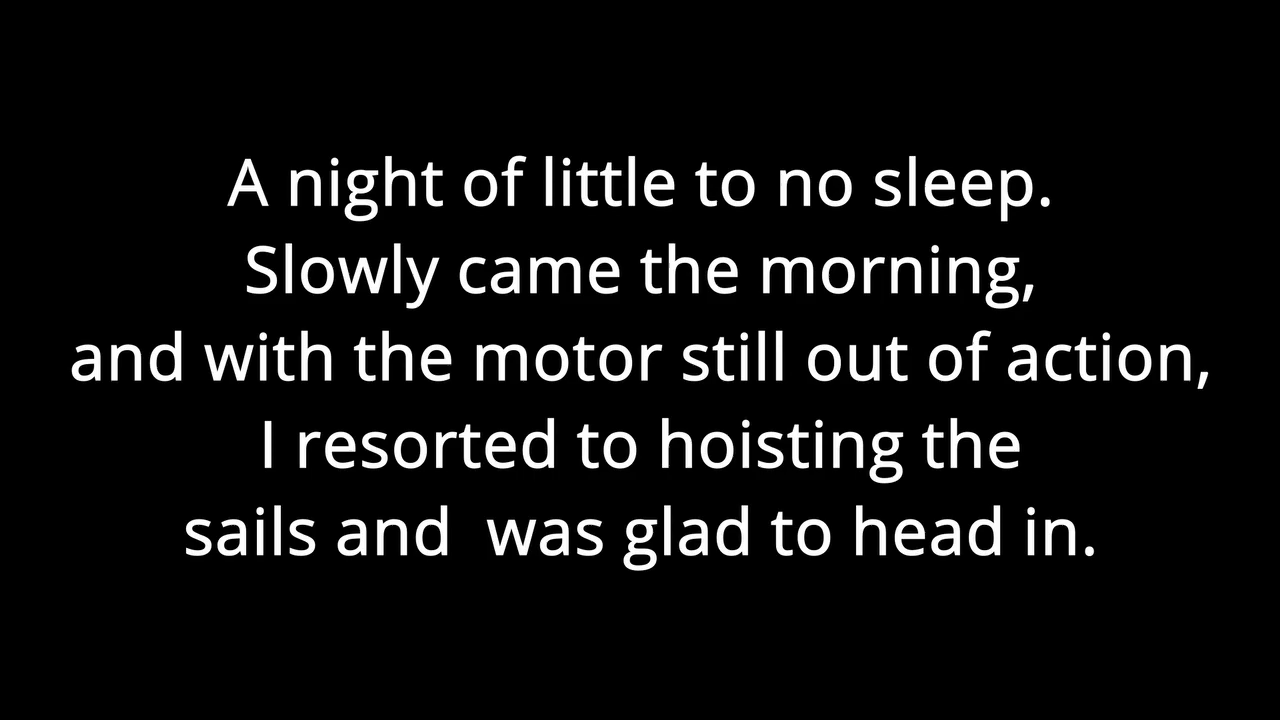 A night of little to no sleep.
Slowly came the morning,
and with the motor still out of action,
I resorted to hoisting the
sails and  was glad to head in.